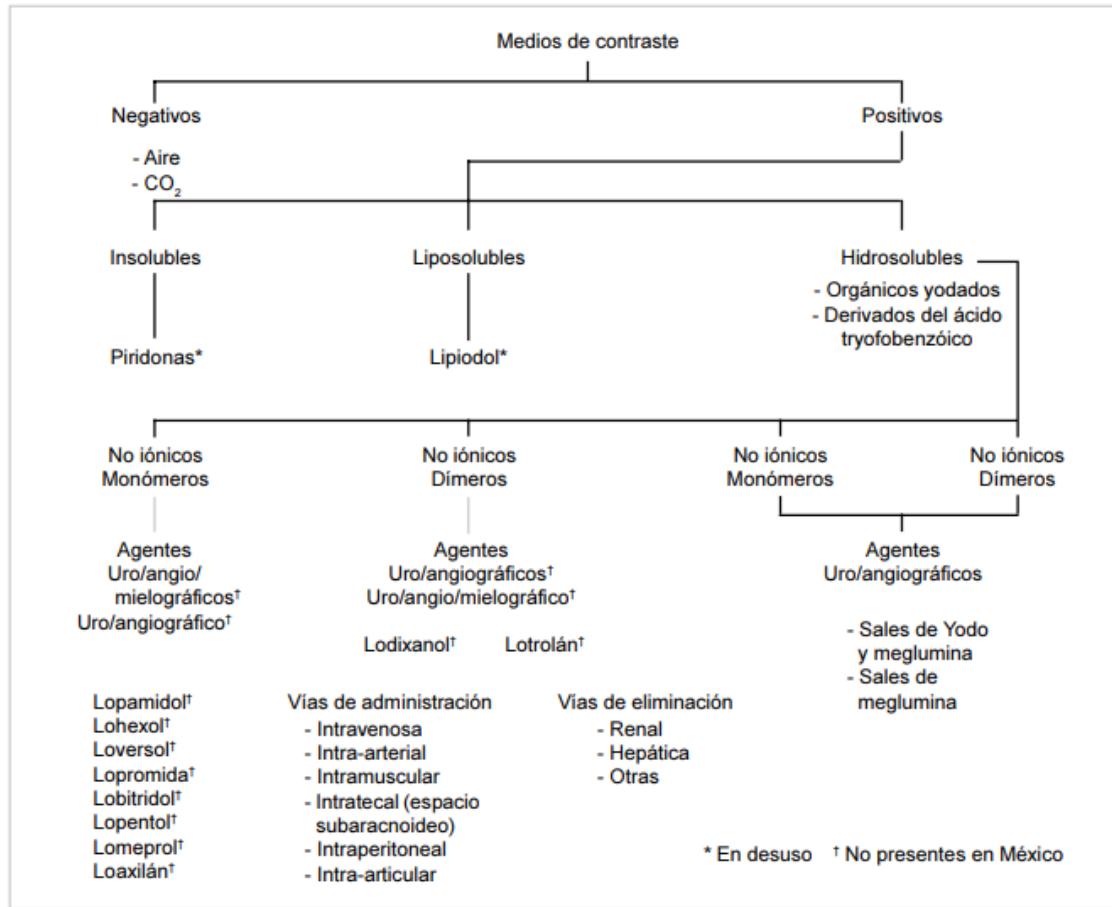 Medios de contraste
Negativos
Positivos
- Aire
- CO₂
Insolubles
Liposolubles
Hidrosolubles
- Orgánicos yodados
- Derivados del ácido
tryofobenzóico
Piridonas*
Lipiodol*
No iónicos
Monómeros
No iónicos
Dímeros
No iónicos
Monómeros
No iónicos
Dímeros
Agentes
Uro/angio/
mielográficos†
Uro/angiográfico†
Agentes
Uro/angiográficos†
Uro/angio/mielográfico†
Agentes
Uro/angiográficos
Lodixanol†
Lotrolán†
- Sales de Yodo
y meglumina
- Sales de
meglumina
Lopamidol†
Lohexol†
Loversol†
Lopromida†
Lobitridol†
Lopentol†
Lomeprol†
Loaxilán†
Vías de administración
- Intravenosa
- Intra-arterial
- Intramuscular
- Intratecal (espacio
subaracnoideo)
- Intraperitoneal
- Intra-articular
Vías de eliminación
- Renal
- Hepática
- Otras
* En desuso † No presentes en México